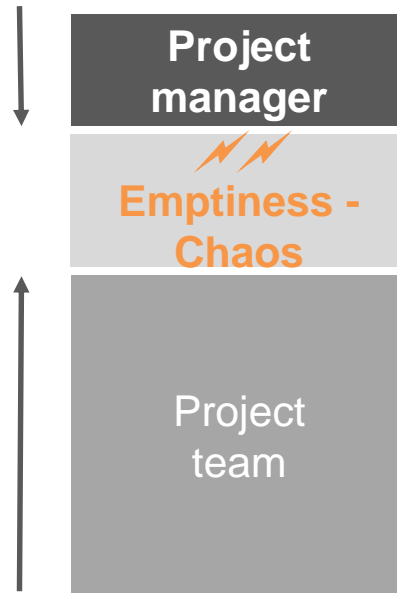 Project
manager
Emptiness -
Chaos
Project
team